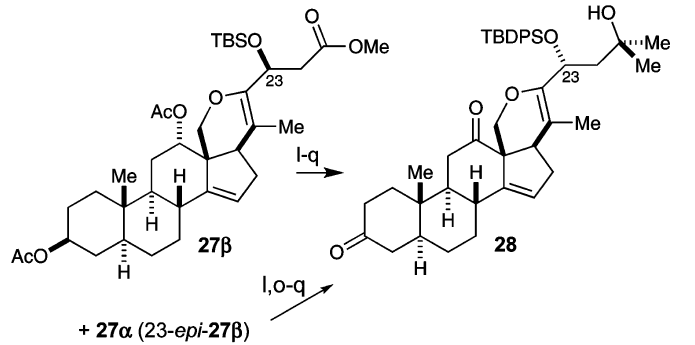 O
TBSO
OMe
23
O
AcO
Me
Me
H
H
H
AcO
27β
l-q
HO
TBDPSO
Me
Me
23
O
O
Me
Me
H
H
H
O
28
l,o-q
+ 27α (23-epi-27β)